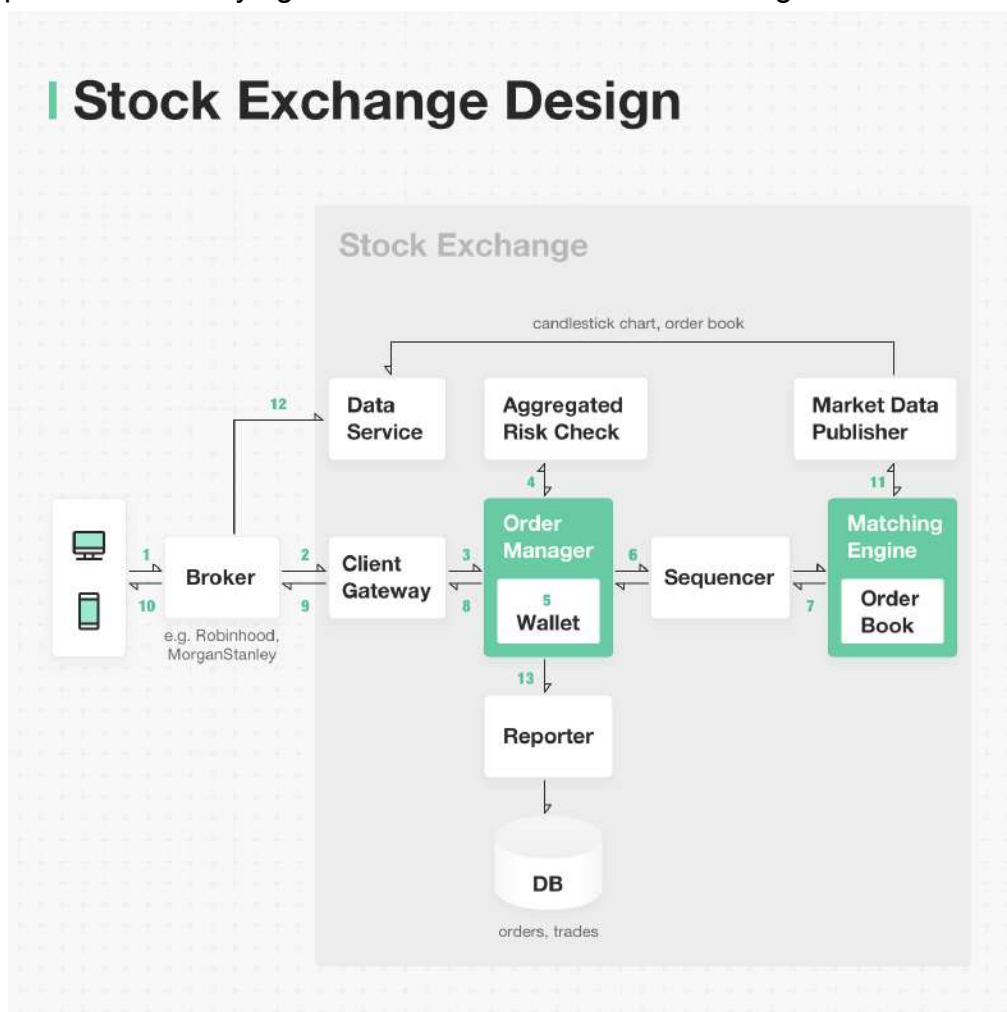 Stock Exchange Design
Stock Exchange
candlestick chart, order book
12
Data
Service
Aggregated
Risk Check
Market Data
Publisher
4
11
1
10
Broker
e.g. Robinhood,
MorganStanley
2
9
Client
Gateway
3
8
Order
Manager
5
Wallet
6
Sequencer
7
Matching
Engine
Order
Book
13
Reporter
DB
orders, trades